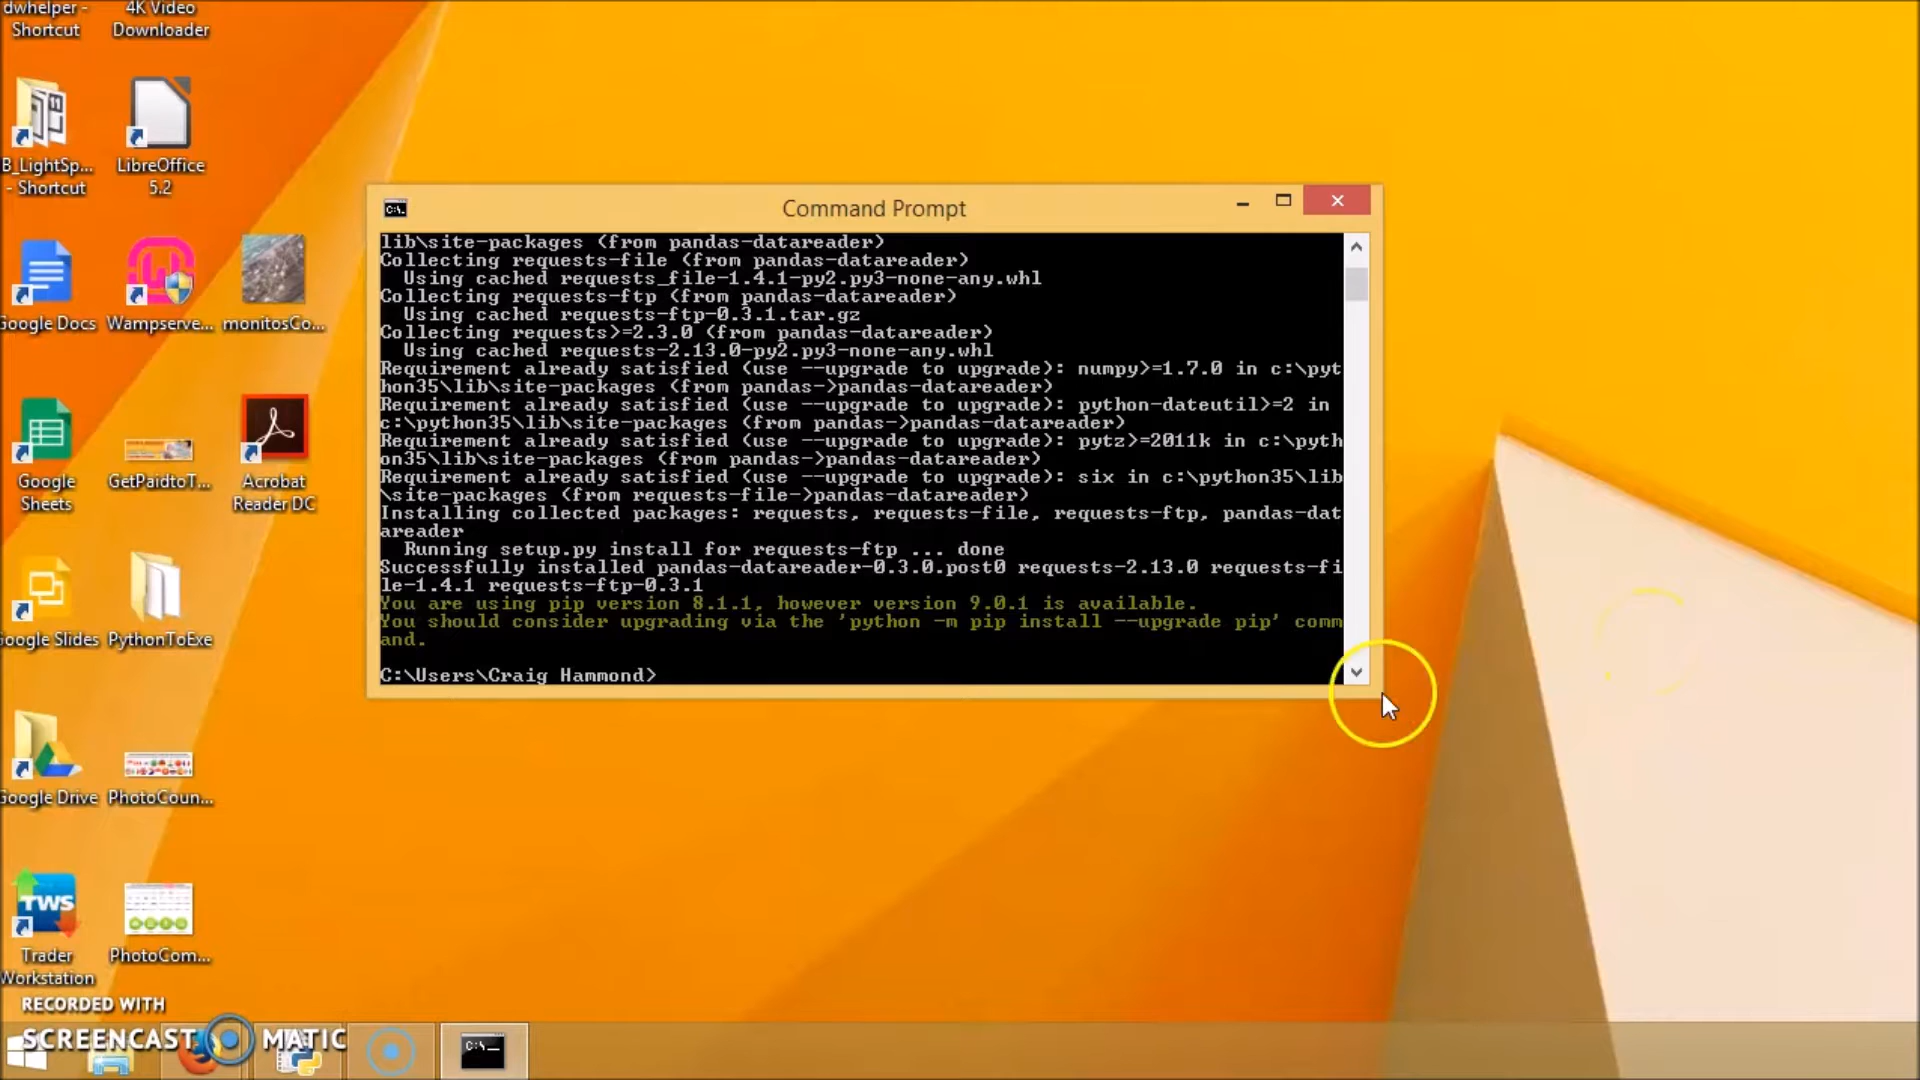 dwhelper -
Shortcut
4K Video
Downloader
B_LightSp...
- Shortcut
LibreOffice
5.2
Google Docs
Wampserve...
monitosCo...
Google
Sheets
GetPaidtoT...
Acrobat
Reader DC
Google Slides
PythonToExe
Google Drive
PhotoCoun...
TWS
Trader
Workstation
PhotoCom...
C:\.
Command Prompt
lib\site-packages (from pandas-datareader)
Collecting requests-file (from pandas-datareader)
Using cached requests_file-1.4.1-py2.py3-none-any.whl
Collecting requests-ftp (from pandas-datareader)
Using cached requests-ftp-0.3.1.tar.gz
Collecting requests>=2.3.0 (from pandas-datareader)
Using cached requests-2.13.0-py2.py3-none-any.whl
Requirement already satisfied (use --upgrade to upgrade): numpy>=1.7.0 in c:\pyt
hon35\lib\site-packages (from pandas->pandas-datareader)
Requirement already satisfied (use --upgrade to upgrade): python-dateutil>=2 in
c:\python35\lib\site-packages (from pandas->pandas-datareader)
Requirement already satisfied (use --upgrade to upgrade): pytz>=2011k in c:\pyth
on35\lib\site-packages (from pandas->pandas-datareader)
Requirement already satisfied (use --upgrade to upgrade): six in c:\python35\lib
\site-packages (from requests-file->pandas-datareader)
Installing collected packages: requests, requests-file, requests-ftp, pandas-dat
areader
Running setup.py install for requests-ftp ... done
Successfully installed pandas-datareader-0.3.0.post0 requests-2.13.0 requests-fi
le-1.4.1 requests-ftp-0.3.1
You are using pip version 8.1.1, however version 9.0.1 is available.
You should consider upgrading via the 'python -m pip install --upgrade pip' comm
and.
C:\Users\Craig Hammond>
RECORDED WITH
SCREENCAST MATIC
C:\